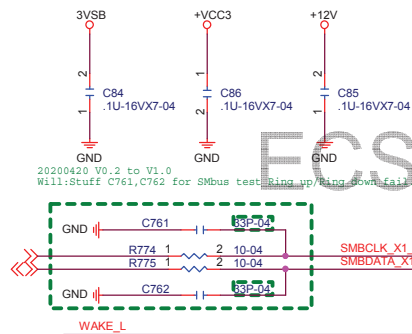 3VSB +VCC3 +12V
2 1 2
C84 C86 C85
.1U-16VX7-04 .1U-16VX7-04 .1U-16VX7-04
1 2 1
GND GND GND
ECS
20200420 V0.2 to V1.0
Will:Stuff C761,C762 for SMbus test Ring up/Ring down fail
GND C761 33P-04
R774 1 2 10-04 SMBCLK_X1_
R775 1 2 10-04 SMBDATA_X1
GND C762 33P-04
WAKE_L